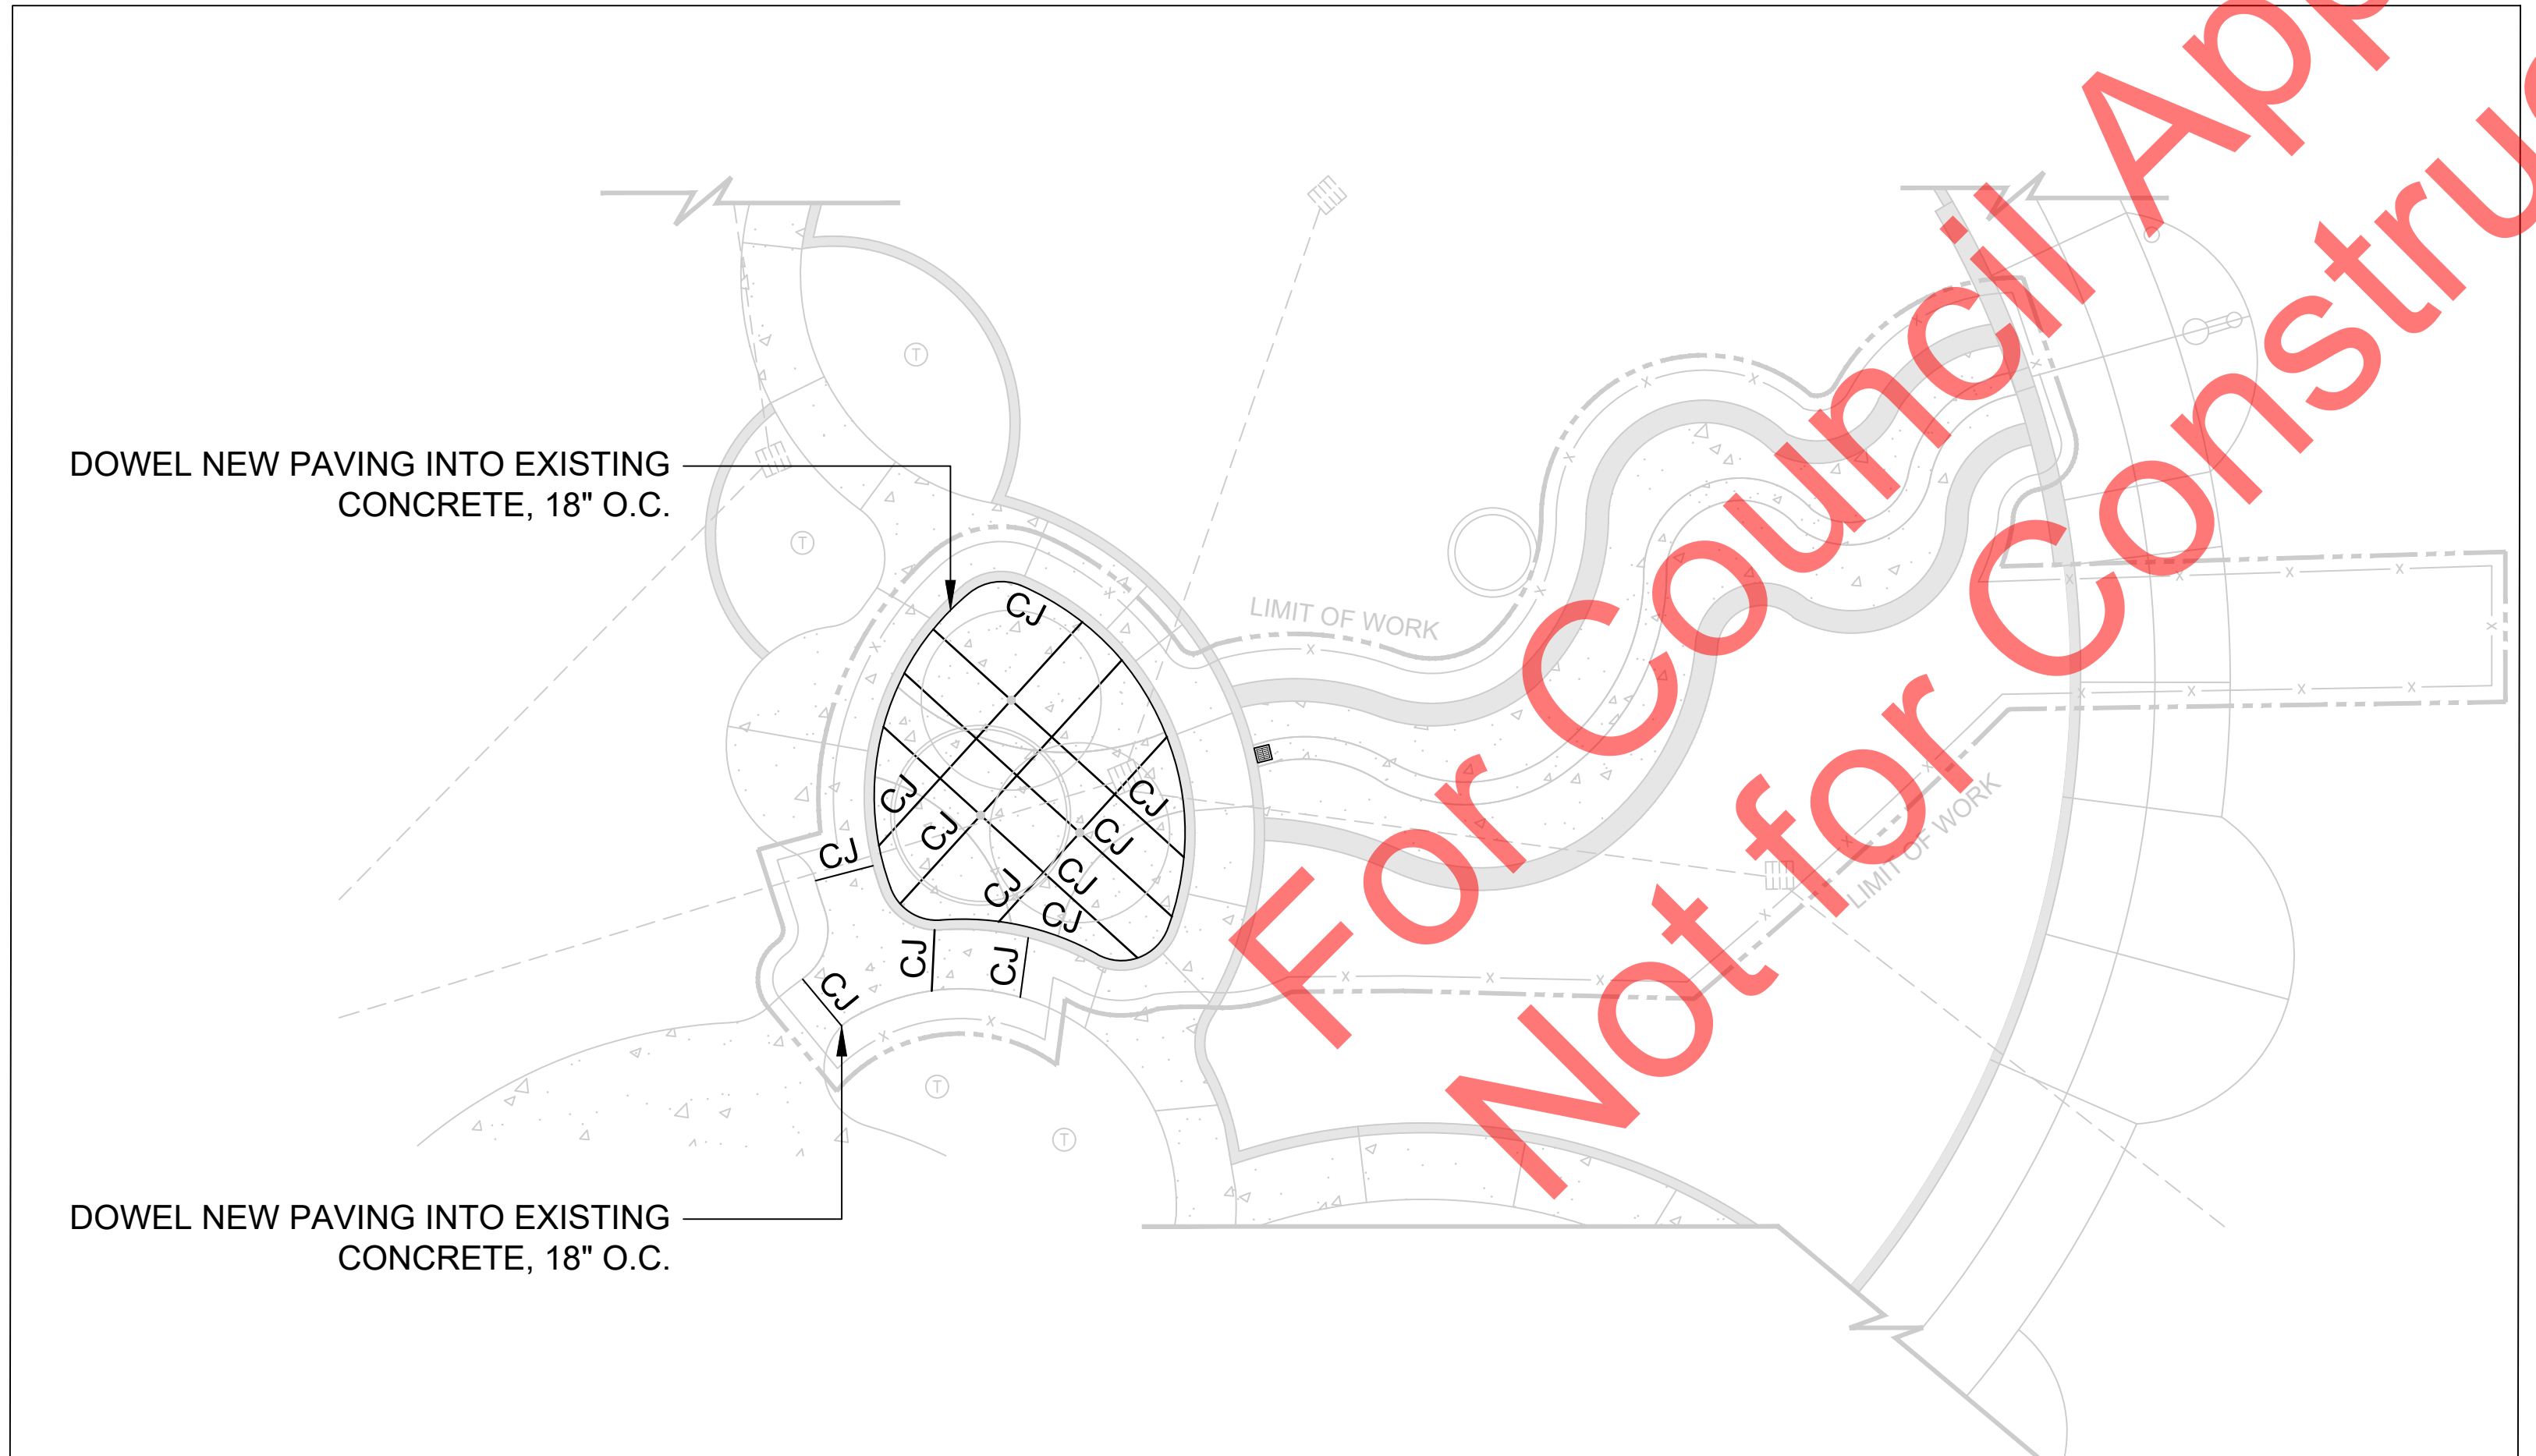 DOWEL NEW PAVING INTO EXISTING
CONCRETE, 18" O.C.
LIMIT OF WORK
CJ
CJ
CJ
CJ
CJ
CJ
CJ
CJ
CJ
CJ
CJ
CJ
LIMIT OF WORK
DOWEL NEW PAVING INTO EXISTING
CONCRETE, 18" O.C.
T
T
T
T
For Council App
Not for Constru